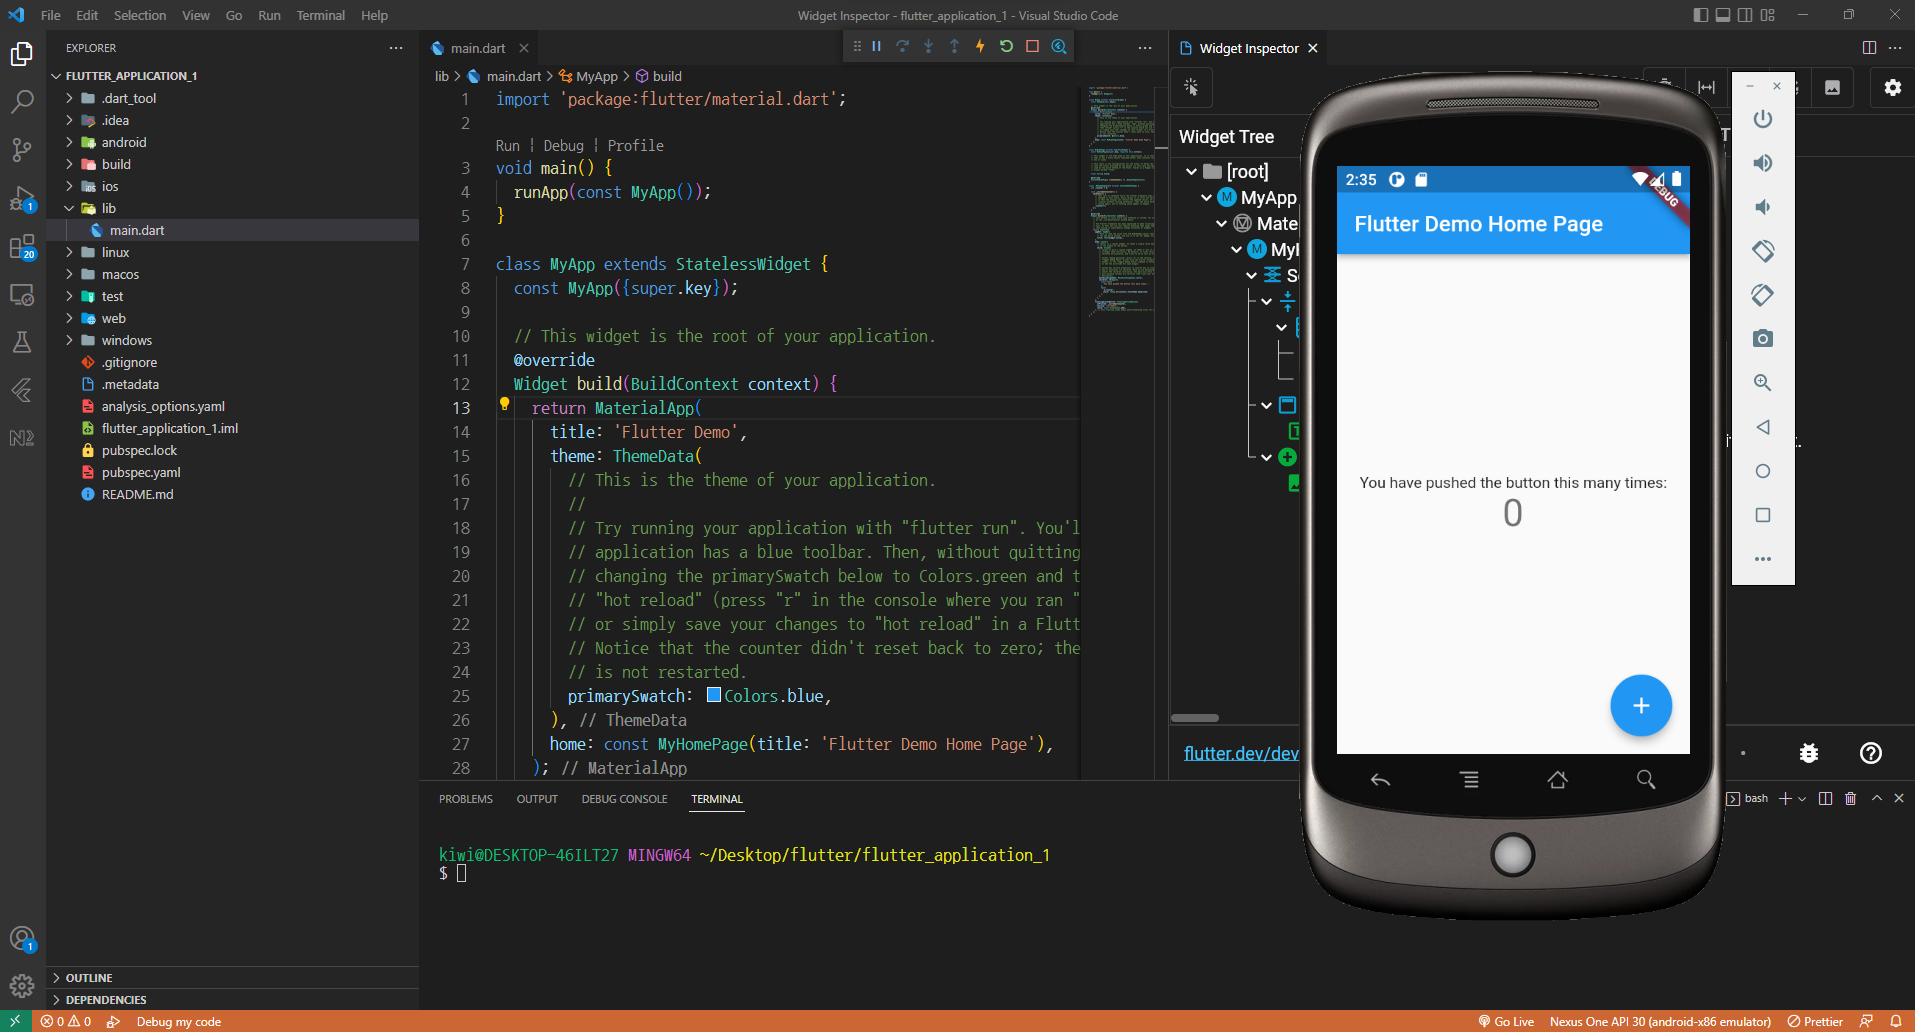 File Edit Selection View Go Run Terminal Help
Widget Inspector - flutter_application_1 - Visual Studio Code
EXPLORER
FLUTTER_APPLICATION_1
.dart_tool
.idea
android
build
ios
lib
main.dart
linux
macos
test
web
windows
.gitignore
.metadata
analysis_options.yaml
flutter_application_1.iml
pubspec.lock
pubspec.yaml
README.md
OUTLINE
DEPENDENCIES
1
20
1
main.dart
lib > main.dart > MyApp > build
1 import 'package:flutter/material.dart';
2
Run | Debug | Profile
3 void main() {
4 runApp(const MyApp());
5 }
6
7 class MyApp extends StatelessWidget {
8 const MyApp({super.key});
9
10 // This widget is the root of your application.
11 @override
12 Widget build(BuildContext context) {
13 return MaterialApp(
14 title: 'Flutter Demo',
15 theme: ThemeData(
16 // This is the theme of your application.
17 //
18 // Try running your application with "flutter run". You'l
19 // application has a blue toolbar. Then, without quitting
20 // changing the primarySwatch below to Colors.green and t
21 // "hot reload" (press "r" in the console where you ran "
22 // or simply save your changes to "hot reload" in a Flutt
23 // Notice that the counter didn't reset back to zero; the
24 // is not restarted.
25 primarySwatch: Colors.blue,
26 ), // ThemeData
27 home: const MyHomePage(title: 'Flutter Demo Home Page'),
28 ); // MaterialApp
Widget Inspector
Widget Tree
[root]
MyApp
Mate
MyI
S
flutter.dev/dev
2:35
DEBUG
Flutter Demo Home Page
You have pushed the button this many times:
0
PROBLEMS OUTPUT DEBUG CONSOLE TERMINAL
bash
kiwi@DESKTOP-46ILT27 MINGW64 ~/Desktop/flutter/flutter_application_1
$
0 0 Debug my code
Go Live Nexus One API 30 (android-x86 emulator) Prettier